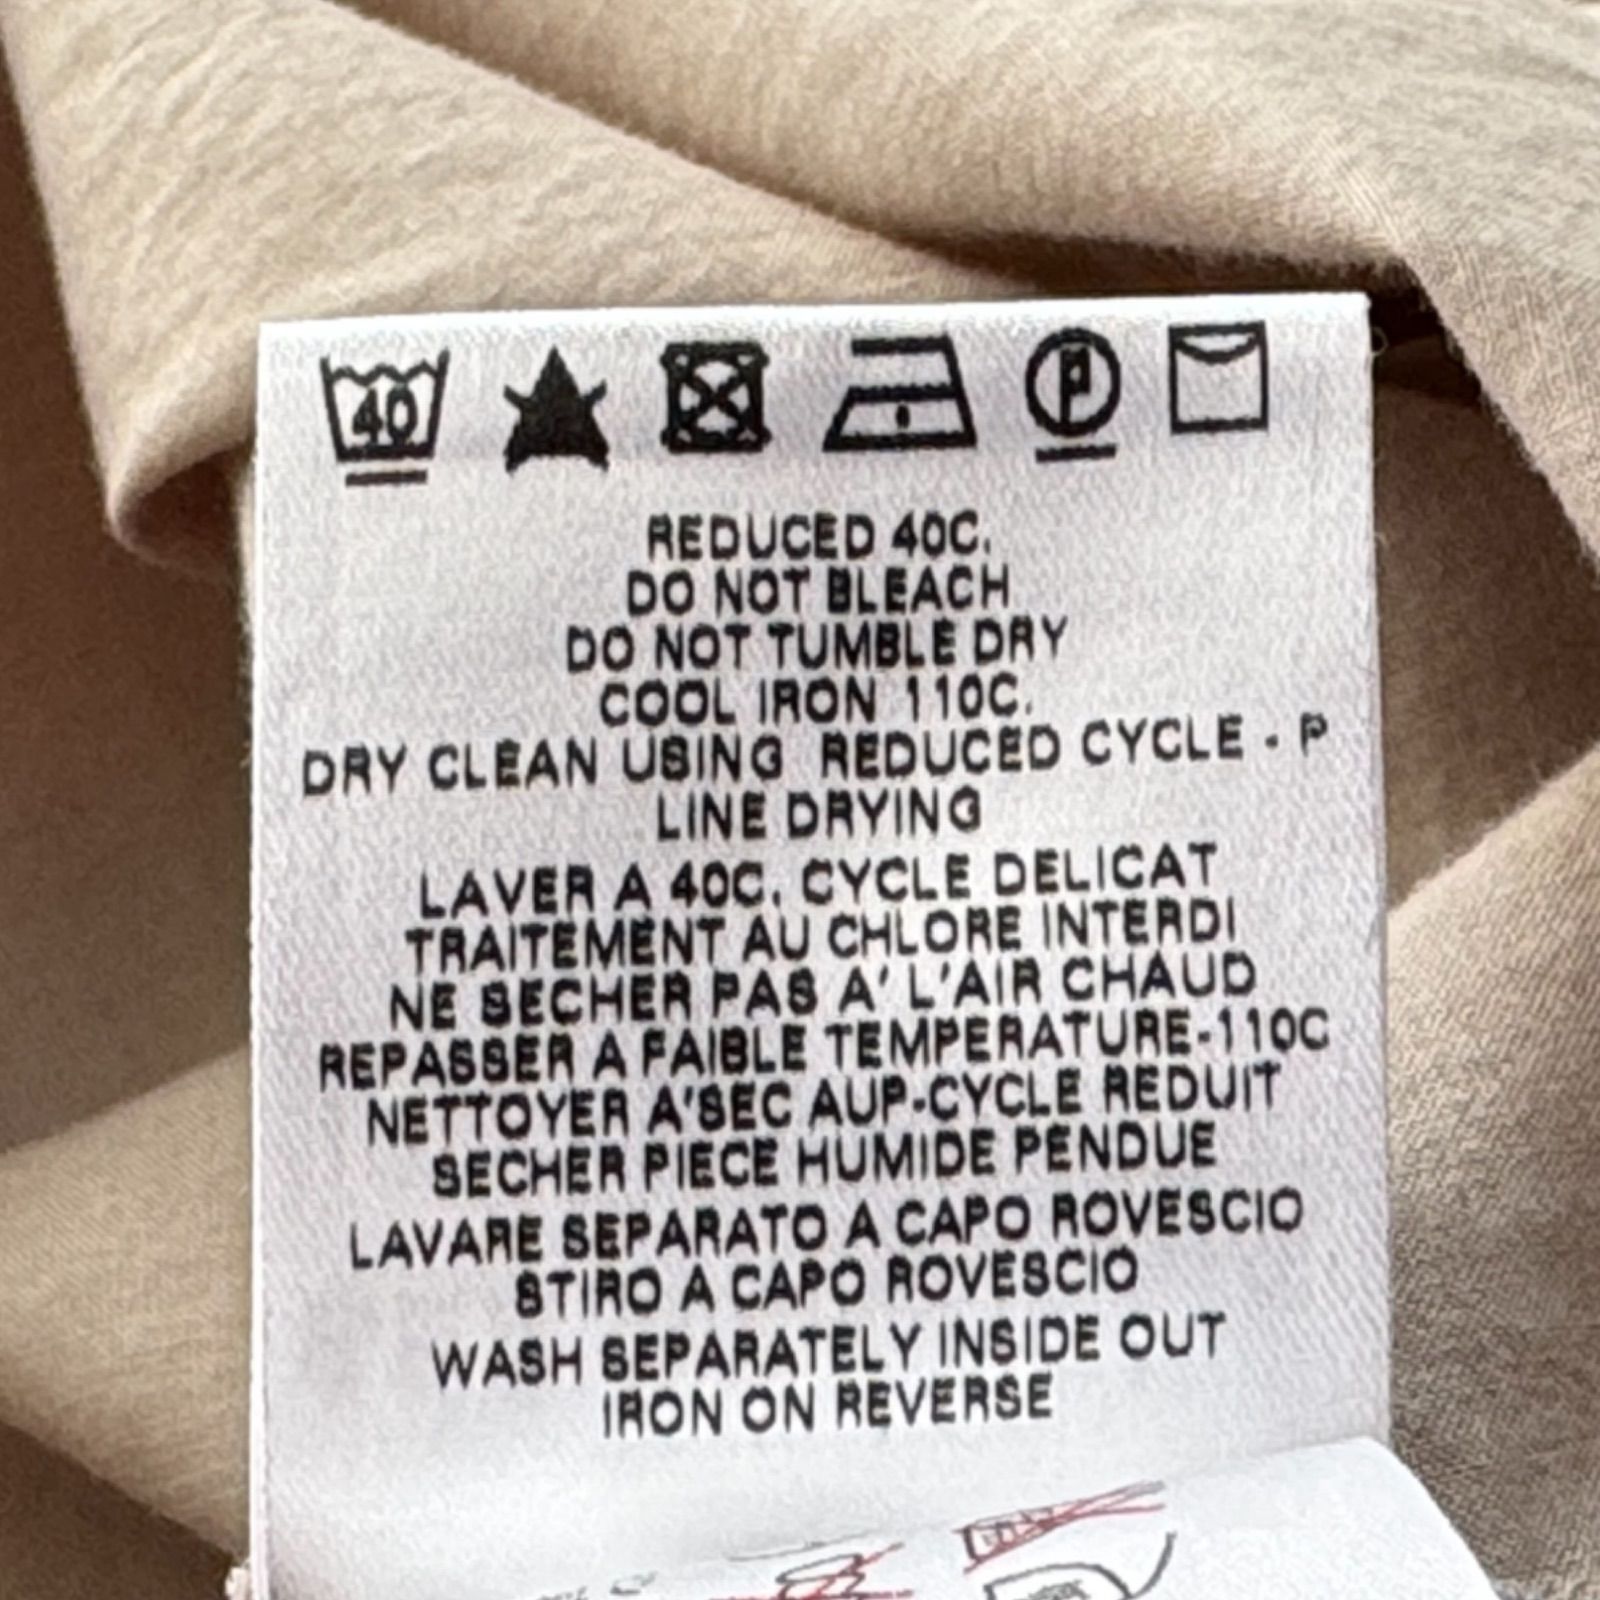 40
P
REDUCED 40C.
DO NOT BLEACH
DO NOT TUMBLE DRY
COOL IRON 110C.
DRY CLEAN USING REDUCED CYCLE - P
LINE DRYING
LAVER A 40C. CYCLE DELICAT
TRAITEMENT AU CHLORE INTERDI
NE SECHER PAS A' L'AIR CHAUD
REPASSER A FAIBLE TEMPERATURE-110C
NETTOYER A'SEC AUP-CYCLE REDUIT
SECHER PIECE HUMIDE PENDUE
LAVARE SEPARATO A CAPO ROVESCIO
STIRO A CAPO ROVESCIO
WASH SEPARATELY INSIDE OUT
IRON ON REVERSE